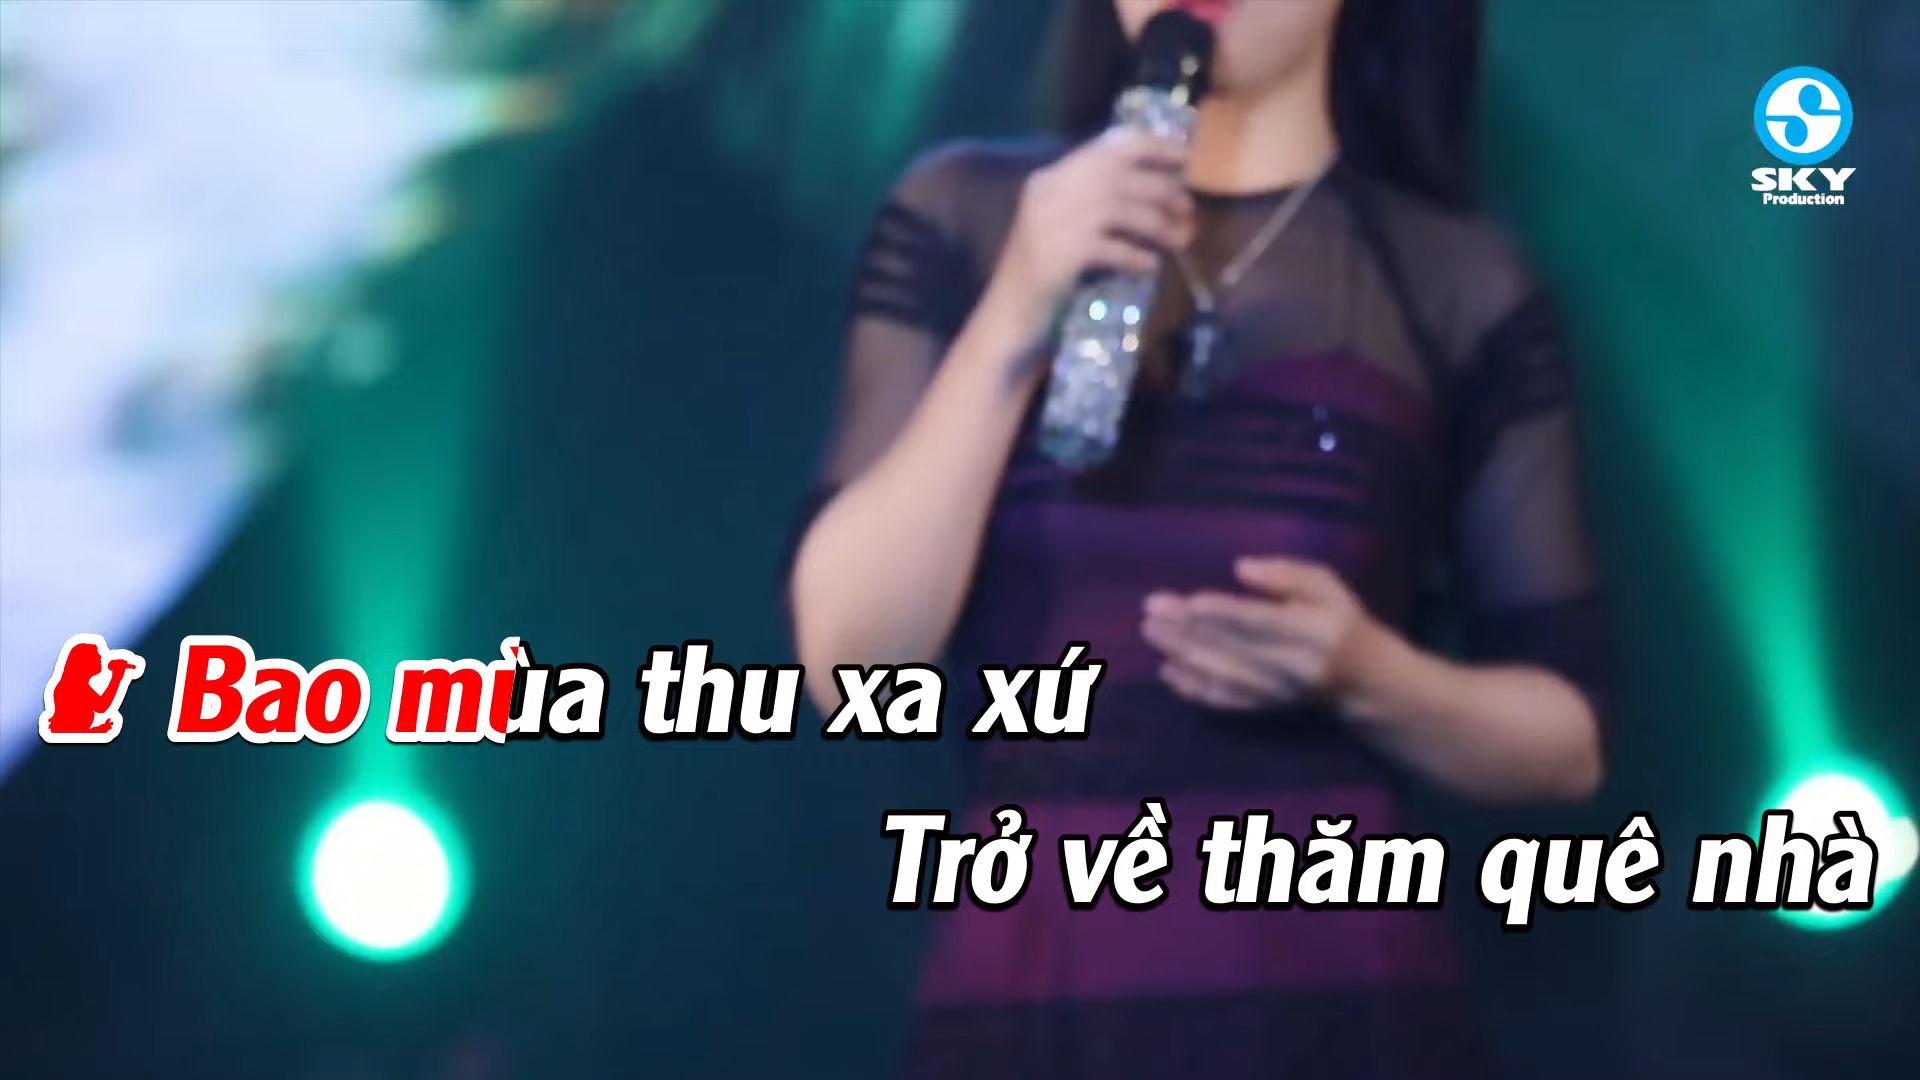 SKY
Production
Bao mùa thu xa xứ
Trở về thăm quê nhà